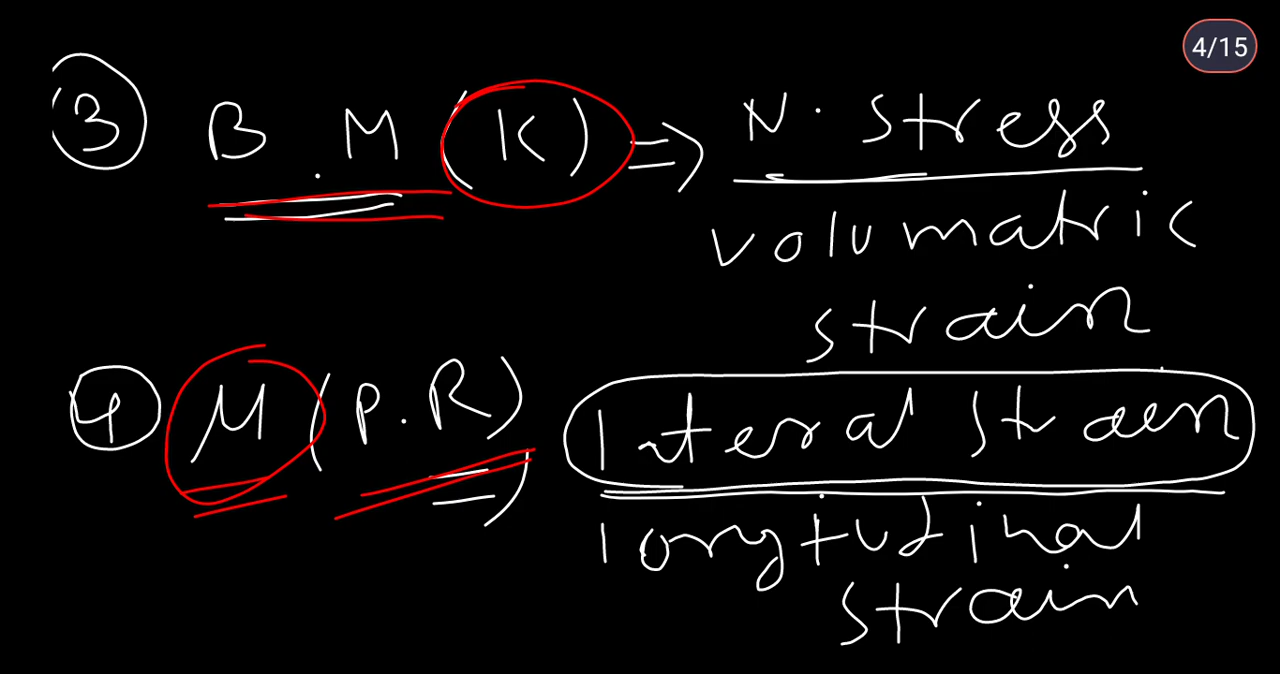 4/15
3 B.M (K) ⇒ N. Stress
volumatric
strain
4 μ (P.R) lateral strain
longitudinal
strain